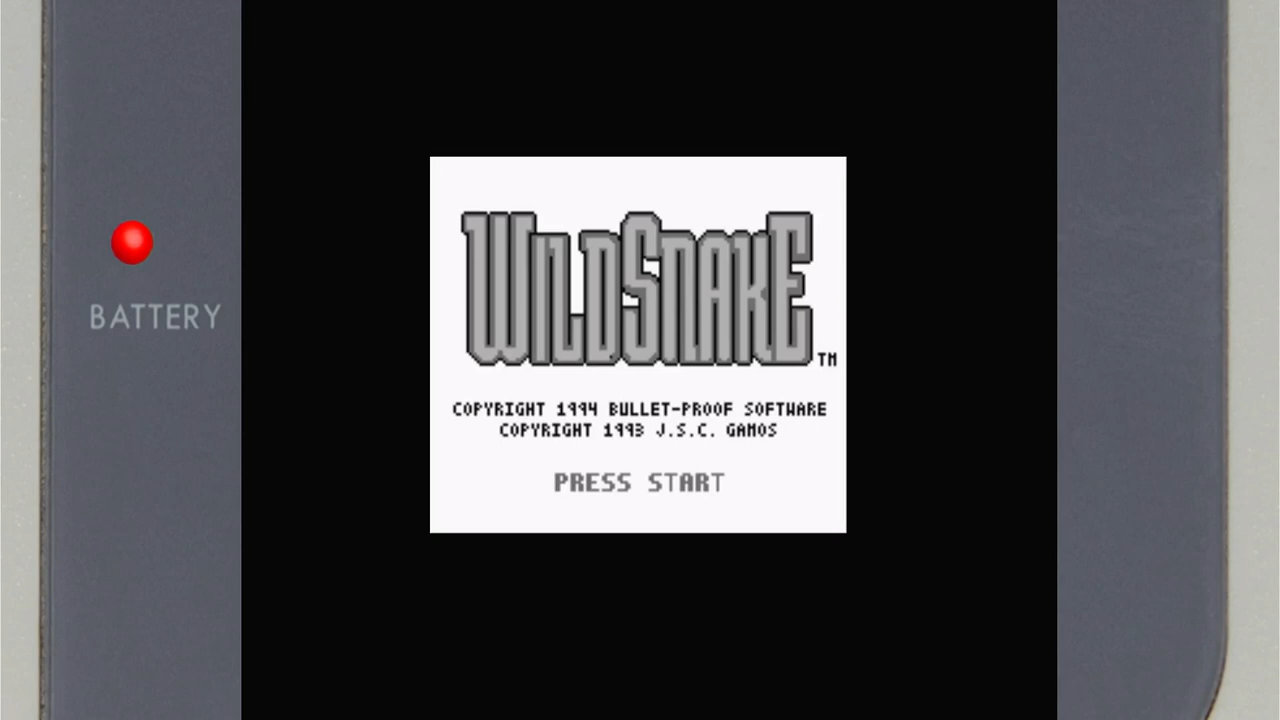 BATTERY
WILDSNAKE™
COPYRIGHT 1994 BULLET-PROOF SOFTWARE
COPYRIGHT 1993 J.S.C. GAMOS
PRESS START